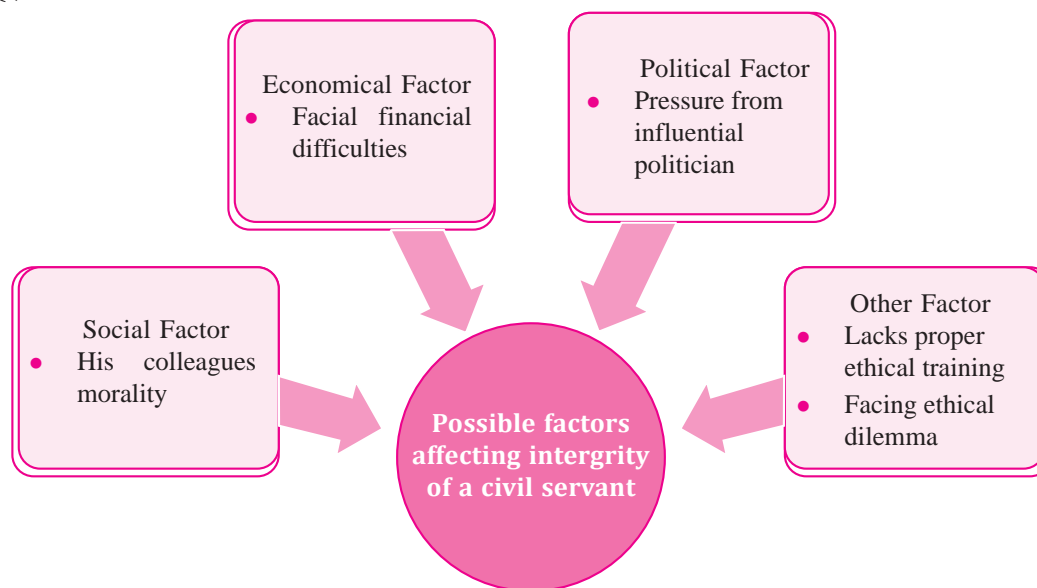 Economical Factor
• Facial financial
difficulties
Political Factor
• Pressure from
influential
politician
Social Factor
• His colleagues
morality
Other Factor
• Lacks proper
ethical training
• Facing ethical
dilemma
Possible factors
affecting intergrity
of a civil servant